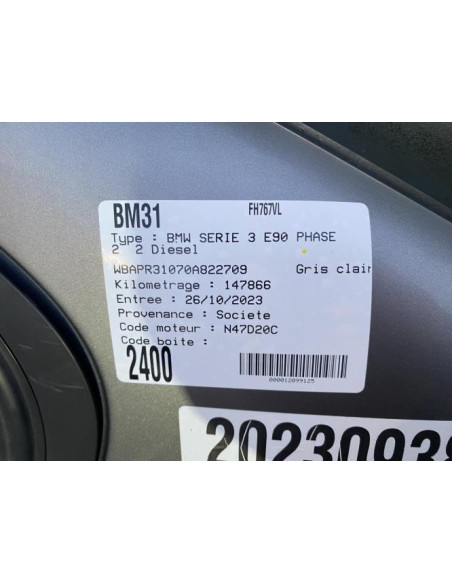 BM31 FH767VL
Type : BMW SERIE 3 E90 PHASE
2 2 Diesel
WBAPR31070A822709 Gris clair
Kilometrage : 147866
Entree : 26/10/2023
Provenance : Societe
Code moteur : N47D20C
Code boite :
2400
000012099125
20230938